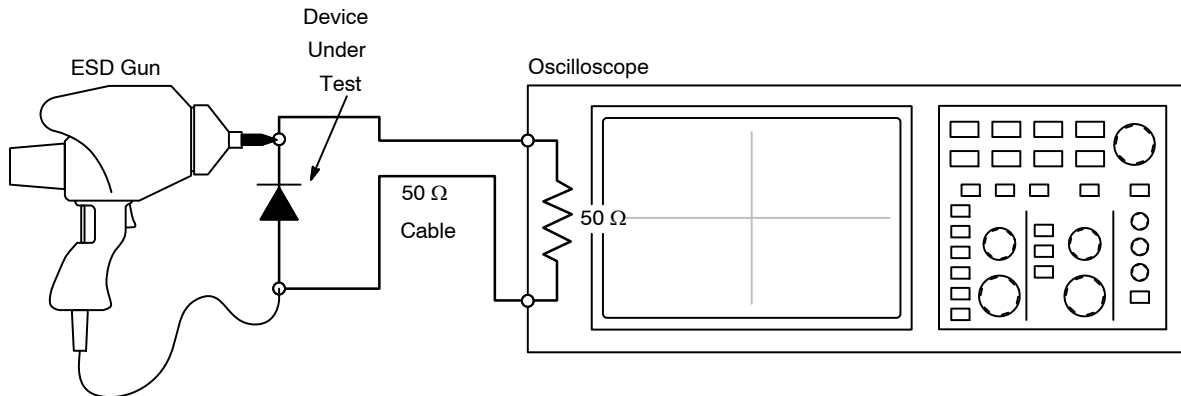 Device
Under
Test
ESD Gun
Oscilloscope
50 Ω
Cable
50 Ω